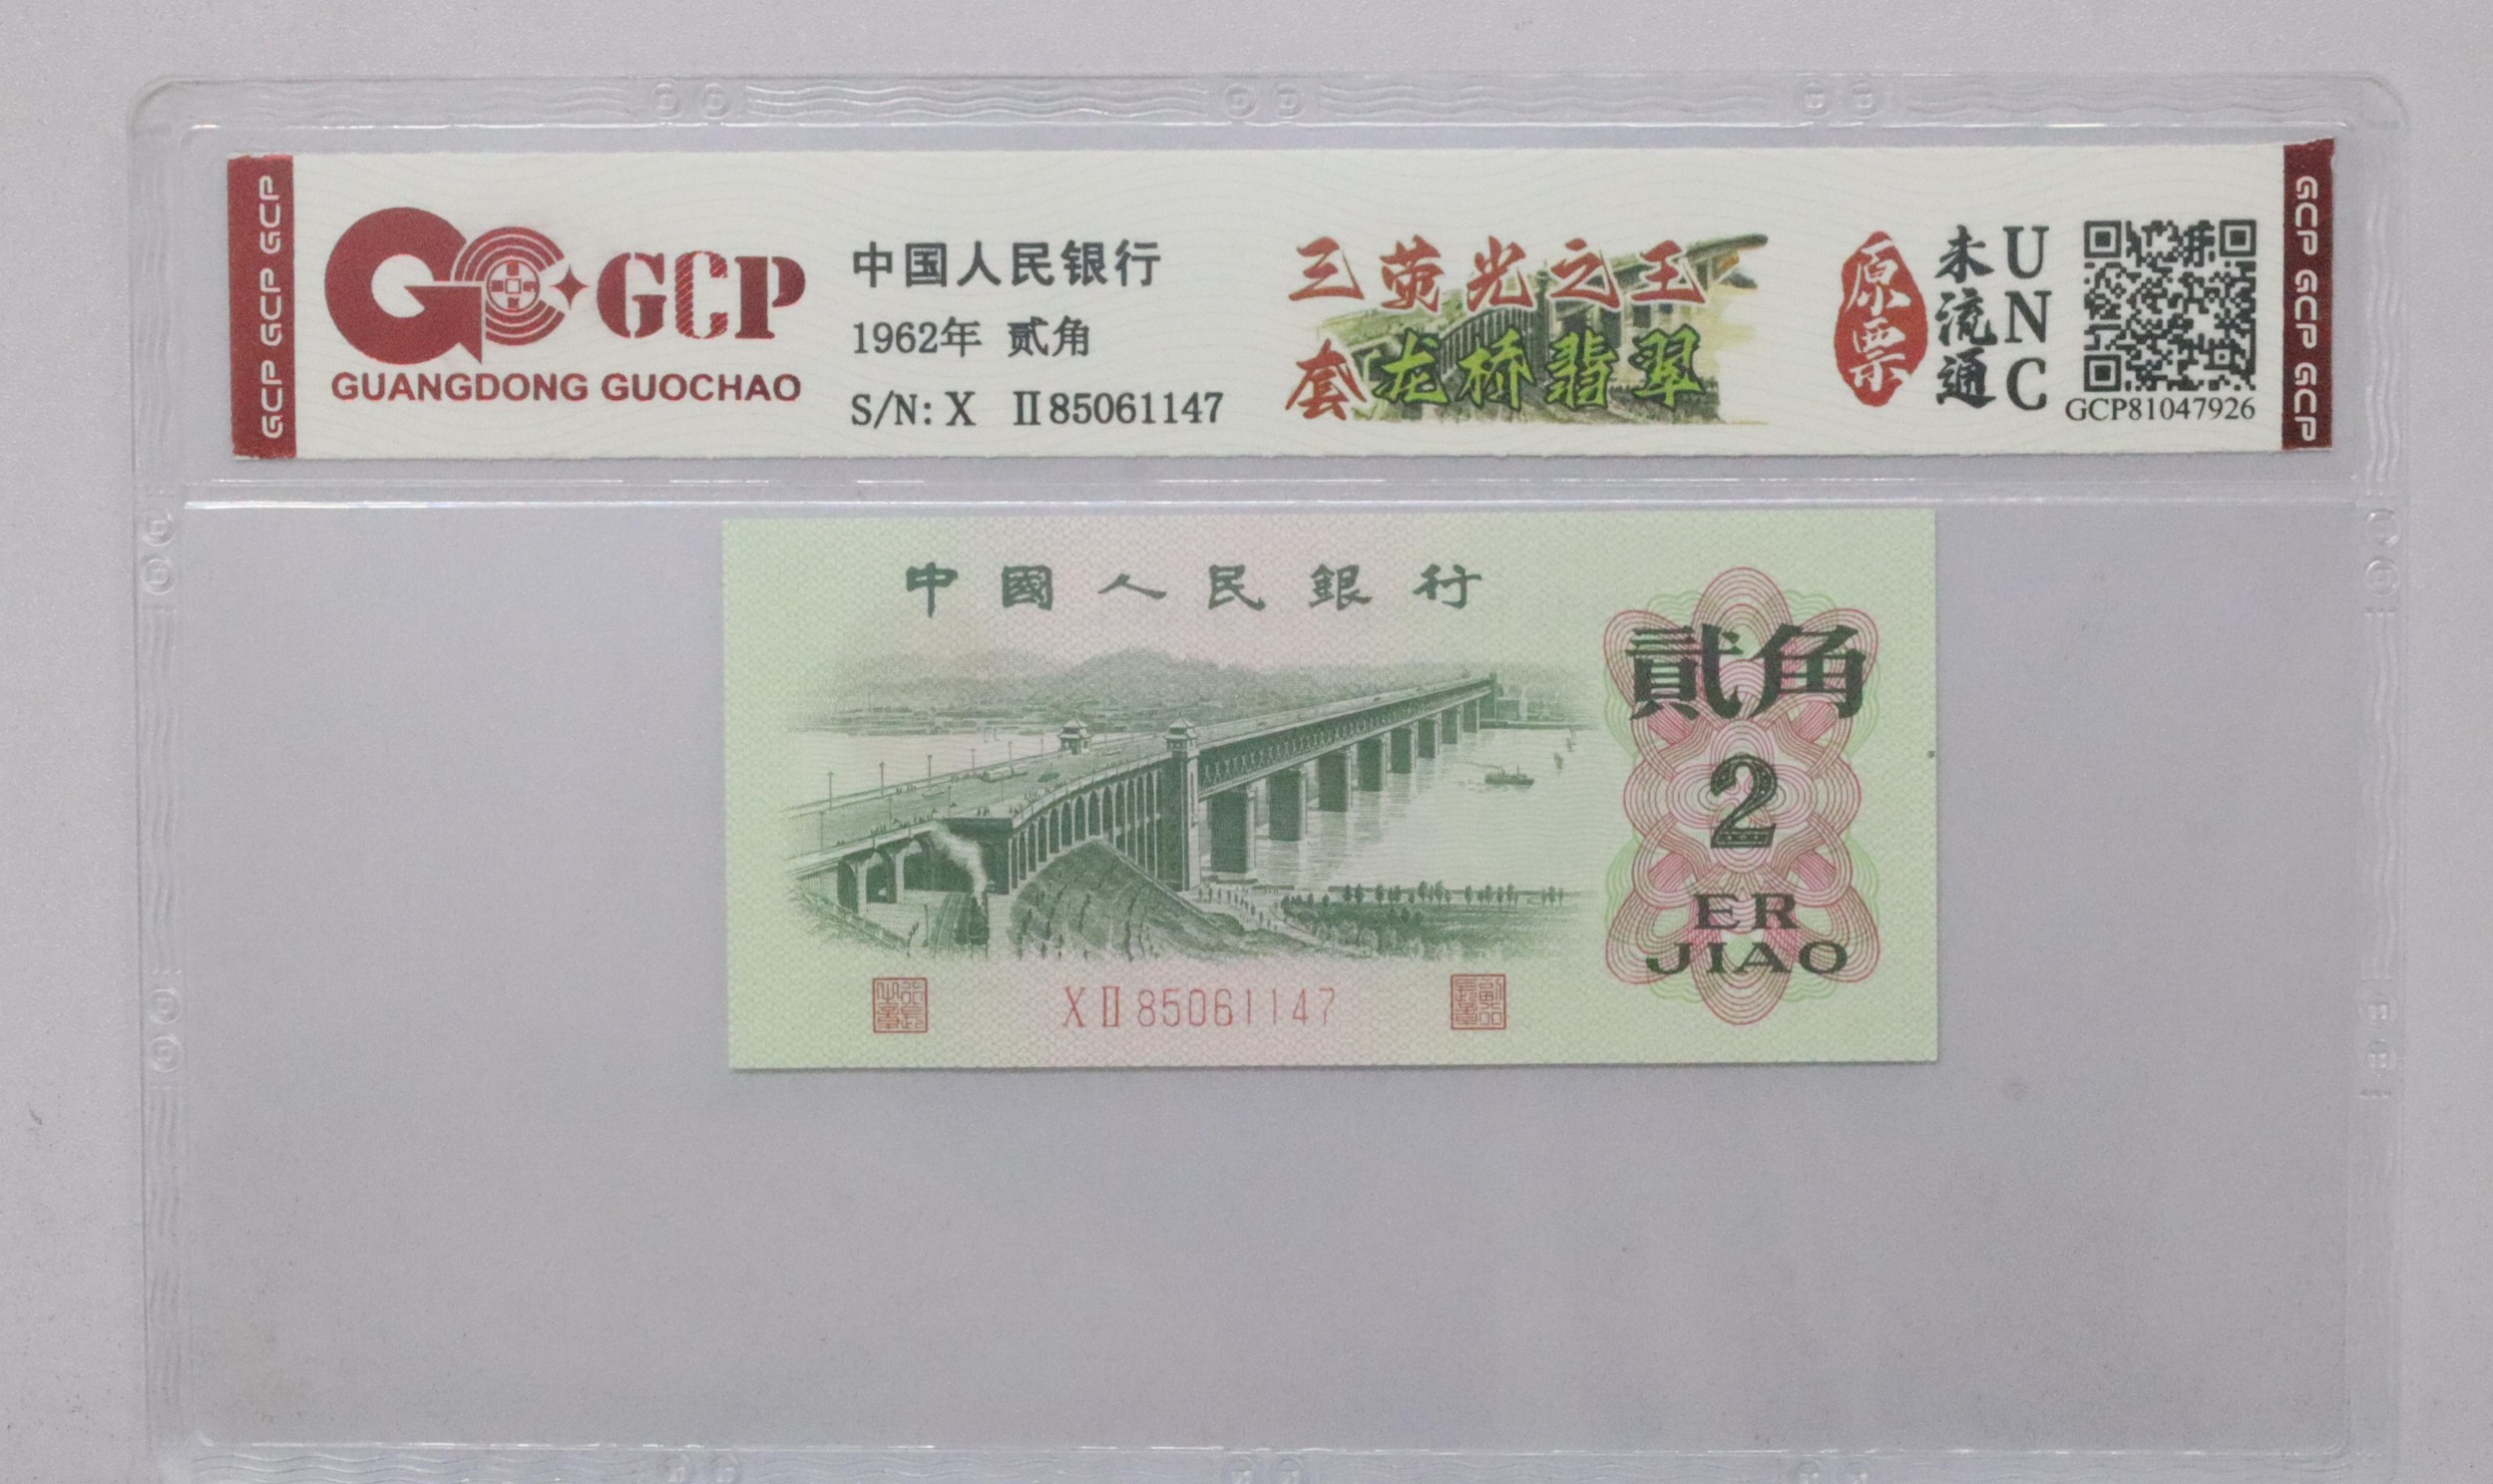 GCP GCP GCP
GCP
GUANGDONG GUOCHAO
中国人民银行
1962年 贰角
S/N: X Ⅱ85061147
三荧光之王
套龙桥翡翠
原票
未流通
UNC
GCP81047926
GCP GCP GCP
中國人民銀行
貳角
2
ER
JIAO
XⅡ85061147